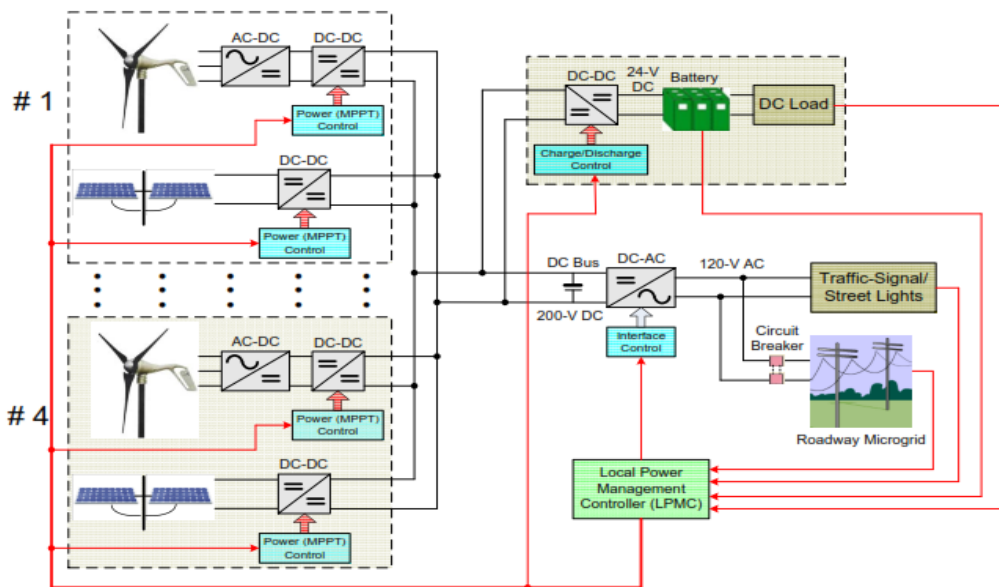 # 1
AC-DC
DC-DC
Power (MPPT)
Control
DC-DC
Power (MPPT)
Control
# 4
AC-DC
DC-DC
Power (MPPT)
Control
DC-DC
Power (MPPT)
Control
DC-DC
24-V
DC
Battery
DC Load
Charge/Discharge
Control
DC Bus
200-V DC
DC-AC
Interface
Control
120-V AC
Traffic-Signal/
Street Lights
Circuit
Breaker
Roadway Microgrid
Local Power
Management
Controller (LPMC)